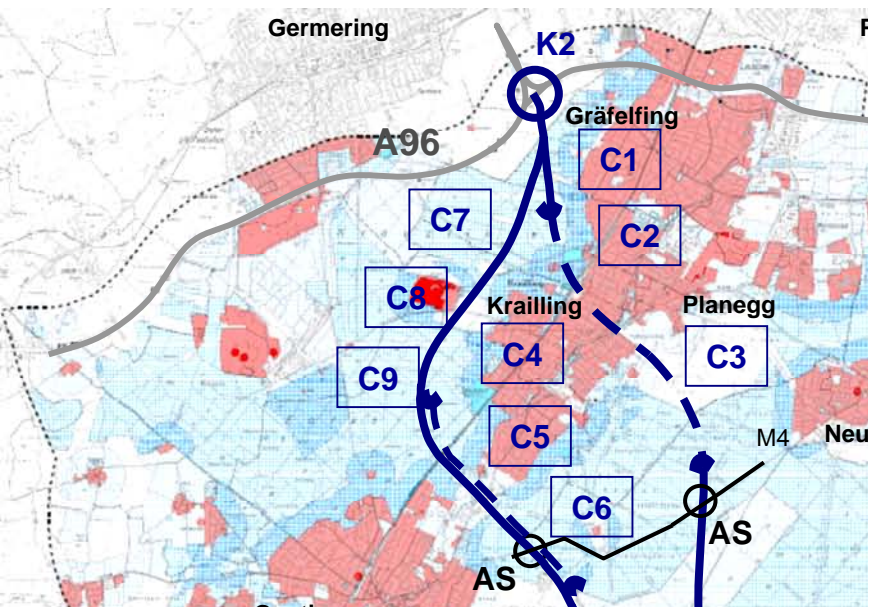 Germering
K2
Gräfelfing
A96
C1
C7
C2
C8
Krailling
Planegg
C4
C3
C9
M4
Neu
C5
C6
AS
AS